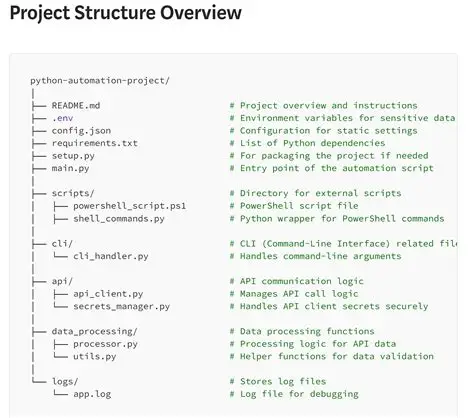 Project Structure Overview
python-automation-project/
│
├── README.md # Project overview and instructions
├── .env # Environment variables for sensitive data
├── config.json # Configuration for static settings
├── requirements.txt # List of Python dependencies
├── setup.py # For packaging the project if needed
├── main.py # Entry point of the automation script
│
├── scripts/ # Directory for external scripts
│   ├── powershell_script.ps1 # PowerShell script file
│   ├── shell_commands.py # Python wrapper for PowerShell commands
│
├── cli/ # CLI (Command-Line Interface) related file
│   └── cli_handler.py # Handles command-line arguments
│
├── api/ # API communication logic
│   ├── api_client.py # Manages API call logic
│   └── secrets_manager.py # Handles API client secrets securely
│
├── data_processing/ # Data processing functions
│   ├── processor.py # Processing logic for API data
│   └── utils.py # Helper functions for data validation
│
└── logs/ # Stores log files
    └── app.log # Log file for debugging